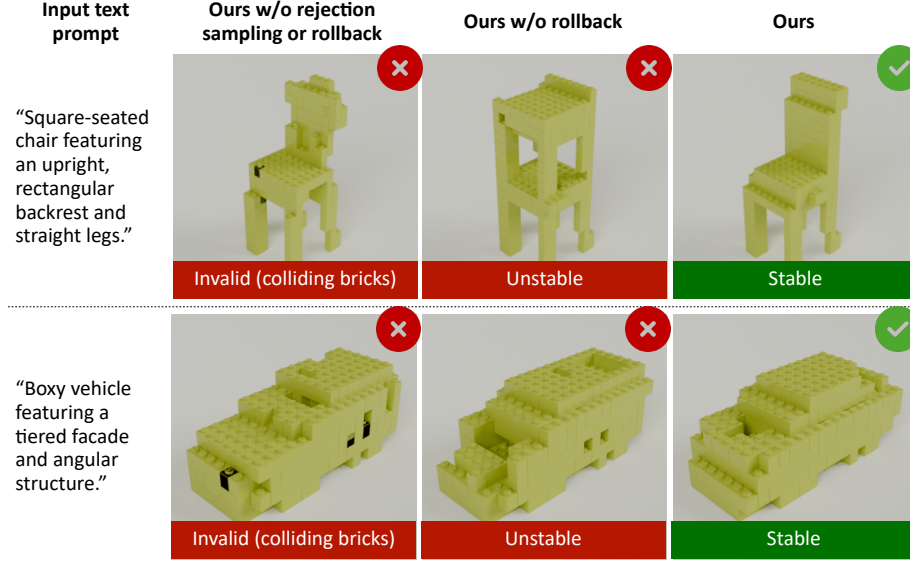 Input text
prompt
Ours w/o rejection
sampling or rollback
Ours w/o rollback
Ours
“Square-seated
chair featuring
an upright,
rectangular
backrest and
straight legs.”
Invalid (colliding bricks)
Unstable
Stable
“Boxy vehicle
featuring a
tiered facade
and angular
structure.”
Invalid (colliding bricks)
Unstable
Stable